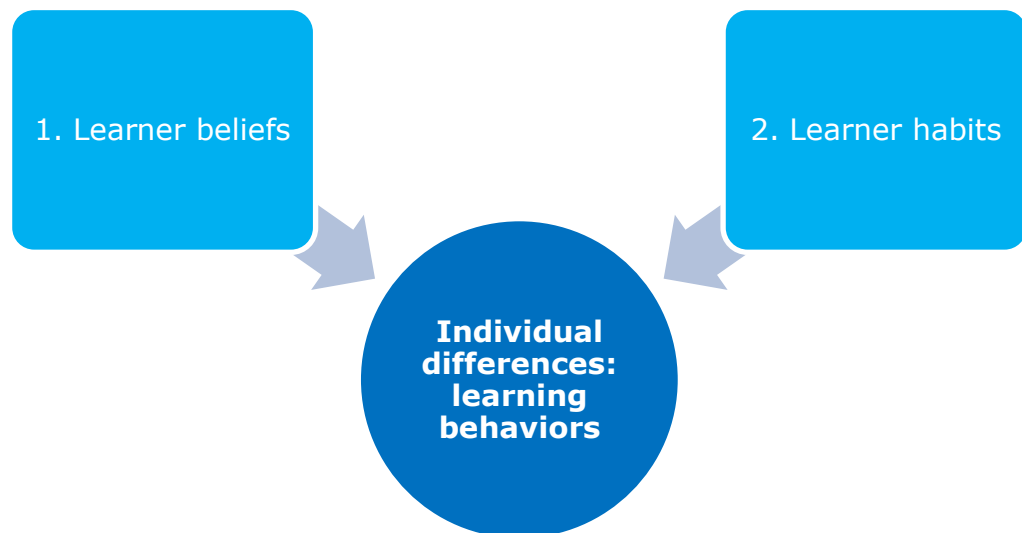 1. Learner beliefs
2. Learner habits
Individual
differences:
learning
behaviors